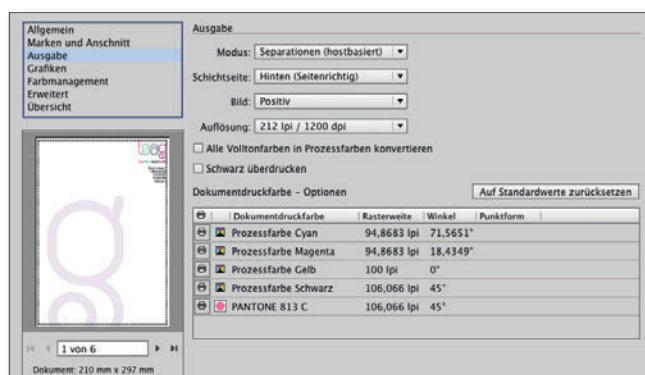 Allgemein
Marken und Anschnitt
Ausgabe
Grafiken
Farbmanagement
Erweitert
Übersicht
1 von 6
Dokument: 210 mm x 297 mm
Ausgabe
Modus: Separationen (hostbasiert)
Schichtseite: Hinten (Seitenrichtig)
Bild: Positiv
Auflösung: 212 lpi / 1200 dpi
Alle Volltonfarben in Prozessfarben konvertieren
Schwarz überdrucken
Dokumentdruckfarbe – Optionen Auf Standardwerte zurücksetzen
Dokumentdruckfarbe Rasterweite Winkel Punktform
Prozessfarbe Cyan 94,8683 lpi 71,5651°
Prozessfarbe Magenta 94,8683 lpi 18,4349°
Prozessfarbe Gelb 100 lpi 0°
Prozessfarbe Schwarz 106,066 lpi 45°
PANTONE 813 C 106,066 lpi 45°